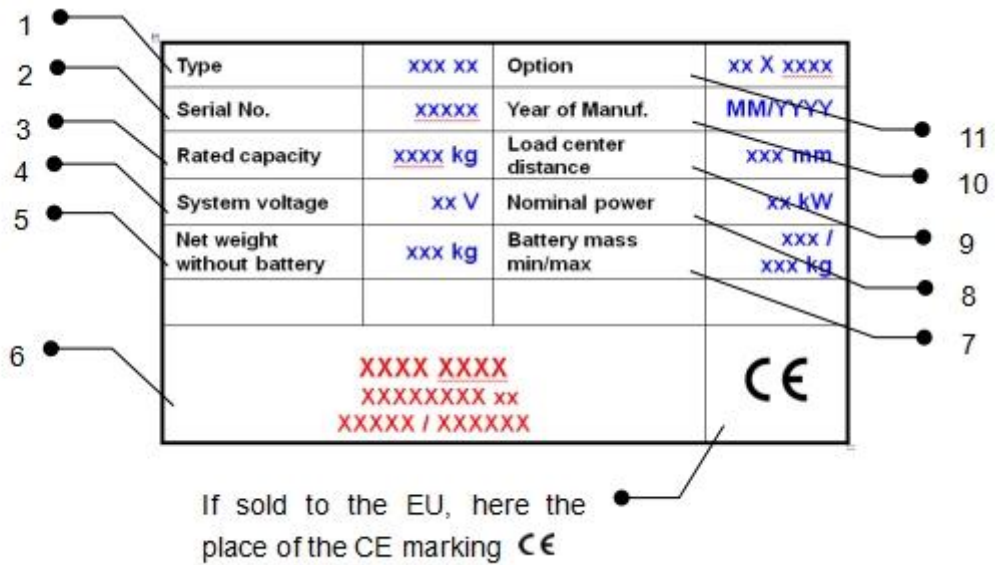 1
2
3
4
5
6
Type xxx xx Option xx X xxxx
Serial No. xxxxx Year of Manuf. MM/YYYY
Rated capacity xxxx kg Load center
distance xxx mm
System voltage xx V Nominal power xx kW
Net weight
without battery xxx kg Battery mass
min/max xxx /
xxx kg
XXXX XXXX
XXXXXXXX xx
XXXXX / XXXXXX
CE
11
10
9
8
7
If sold to the EU, here the
place of the CE marking CE